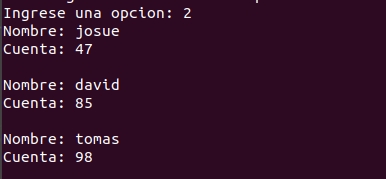 Ingrese una opcion: 2
Nombre: josue
Cuenta: 47
Nombre: david
Cuenta: 85
Nombre: tomas
Cuenta: 98